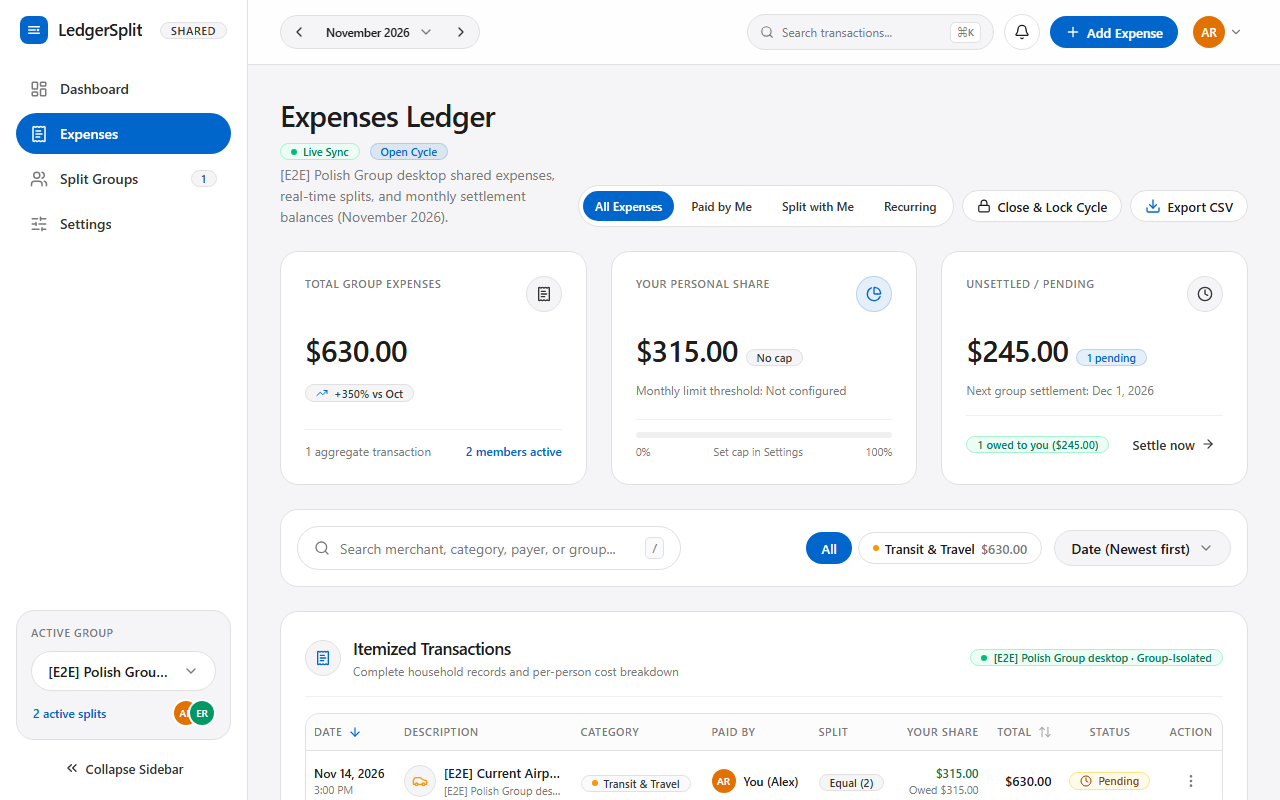 LedgerSplit SHARED
Dashboard
Expenses
Split Groups 1
Settings
ACTIVE GROUP
[E2E] Polish Grou...
2 active splits ER
Collapse Sidebar
November 2026
Search transactions... ⌘K
+ Add Expense
AR
Expenses Ledger
Live Sync Open Cycle
[E2E] Polish Group desktop shared expenses,
real-time splits, and monthly settlement
balances (November 2026).
All Expenses Paid by Me Split with Me Recurring
Close & Lock Cycle
Export CSV
TOTAL GROUP EXPENSES
$630.00
+350% vs Oct
1 aggregate transaction 2 members active
YOUR PERSONAL SHARE
$315.00 No cap
Monthly limit threshold: Not configured
0% Set cap in Settings 100%
UNSETTLED / PENDING
$245.00 1 pending
Next group settlement: Dec 1, 2026
1 owed to you ($245.00) Settle now →
Search merchant, category, payer, or group... /
All Transit & Travel $630.00 Date (Newest first)
Itemized Transactions
Complete household records and per-person cost breakdown
[E2E] Polish Group desktop · Group-Isolated
DATE ↓ DESCRIPTION CATEGORY PAID BY SPLIT YOUR SHARE TOTAL ↑↓ STATUS ACTION
Nov 14, 2026 [E2E] Current Airp... Transit & Travel AR You (Alex) Equal (2) $315.00 $630.00 Pending
3:00 PM [E2E] Polish Group des... Owed $315.00